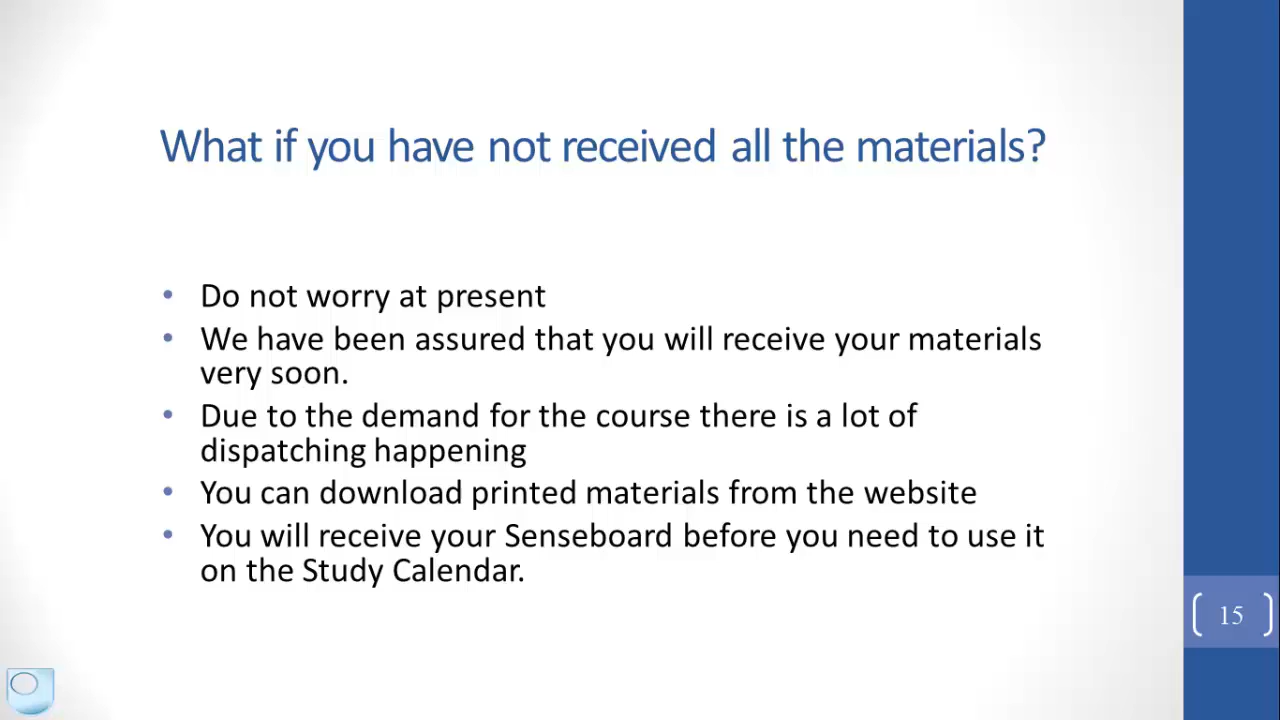 What if you have not received all the materials?
• Do not worry at present
• We have been assured that you will receive your materials
very soon.
• Due to the demand for the course there is a lot of
dispatching happening
• You can download printed materials from the website
• You will receive your Senseboard before you need to use it
on the Study Calendar.
15